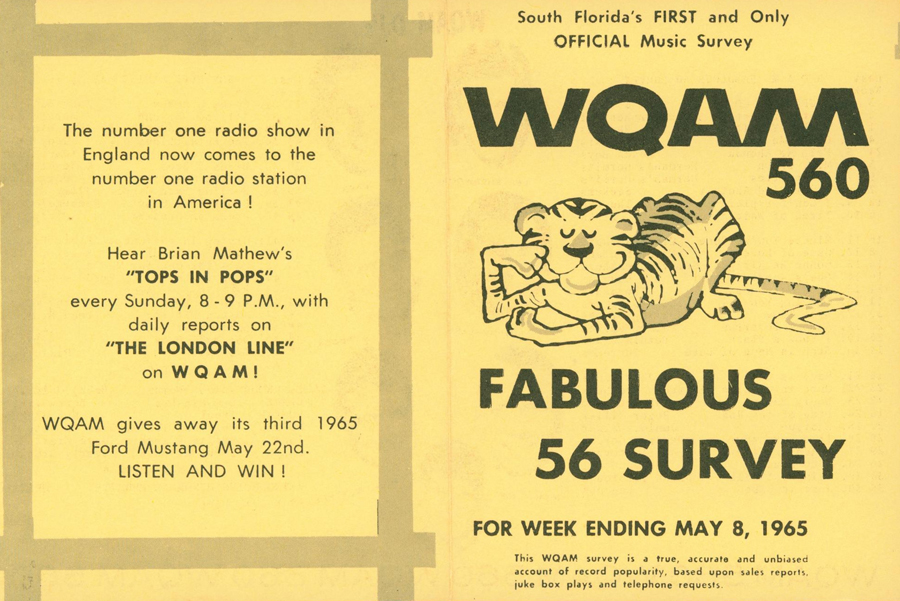 The number one radio show in
England now comes to the
number one radio station
in America !
Hear Brian Mathew's
"TOPS IN POPS"
every Sunday, 8 - 9 P.M., with
daily reports on
"THE LONDON LINE"
on WQAM!
WQAM gives away its third 1965
Ford Mustang May 22nd.
LISTEN AND WIN !
South Florida's FIRST and Only
OFFICIAL Music Survey
WQAM
560
FABULOUS
56 SURVEY
FOR WEEK ENDING MAY 8, 1965
This WQAM survey is a true, accurate and unbiased
account of record popularity, based upon sales reports,
juke box plays and telephone requests.